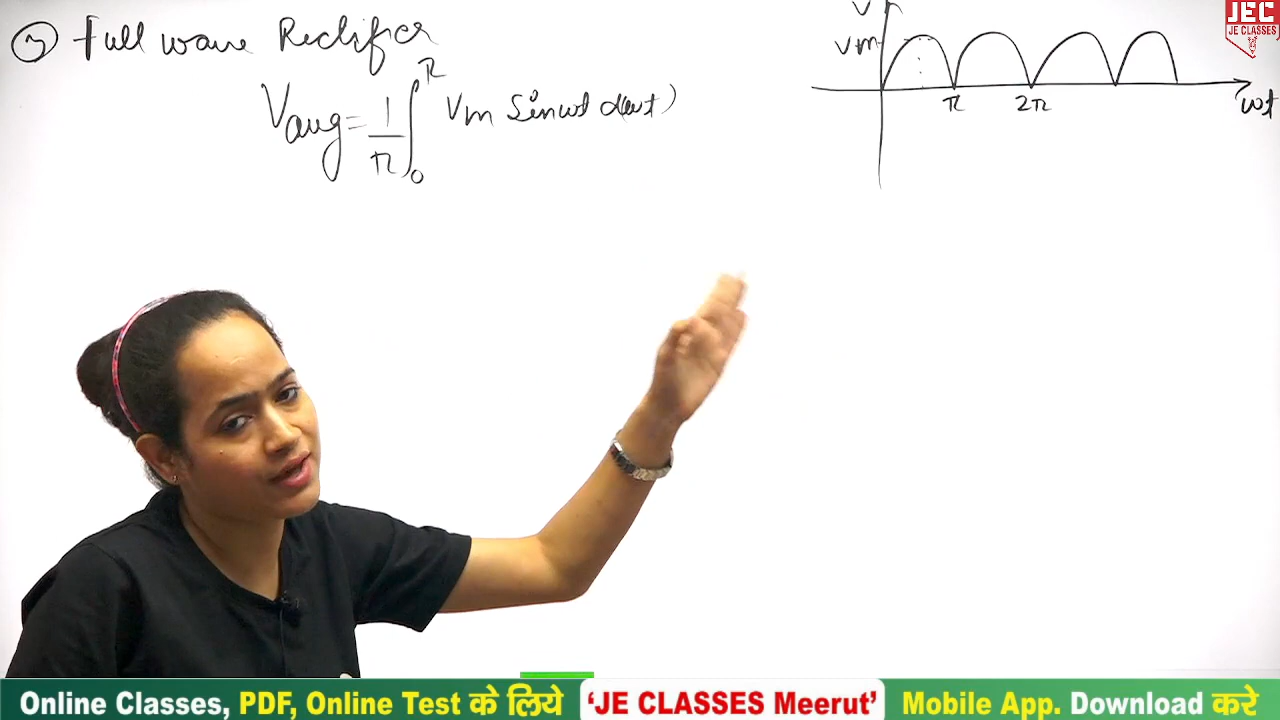 3 Full wave Rectifier
Vavg = 1/π ∫₀^π Vm Sinωt d(ωt)
V
Vm
π 2π ωt
JEC
JE CLASSES
Online Classes, PDF, Online Test के लिये 'JE CLASSES Meerut' Mobile App. Download करे